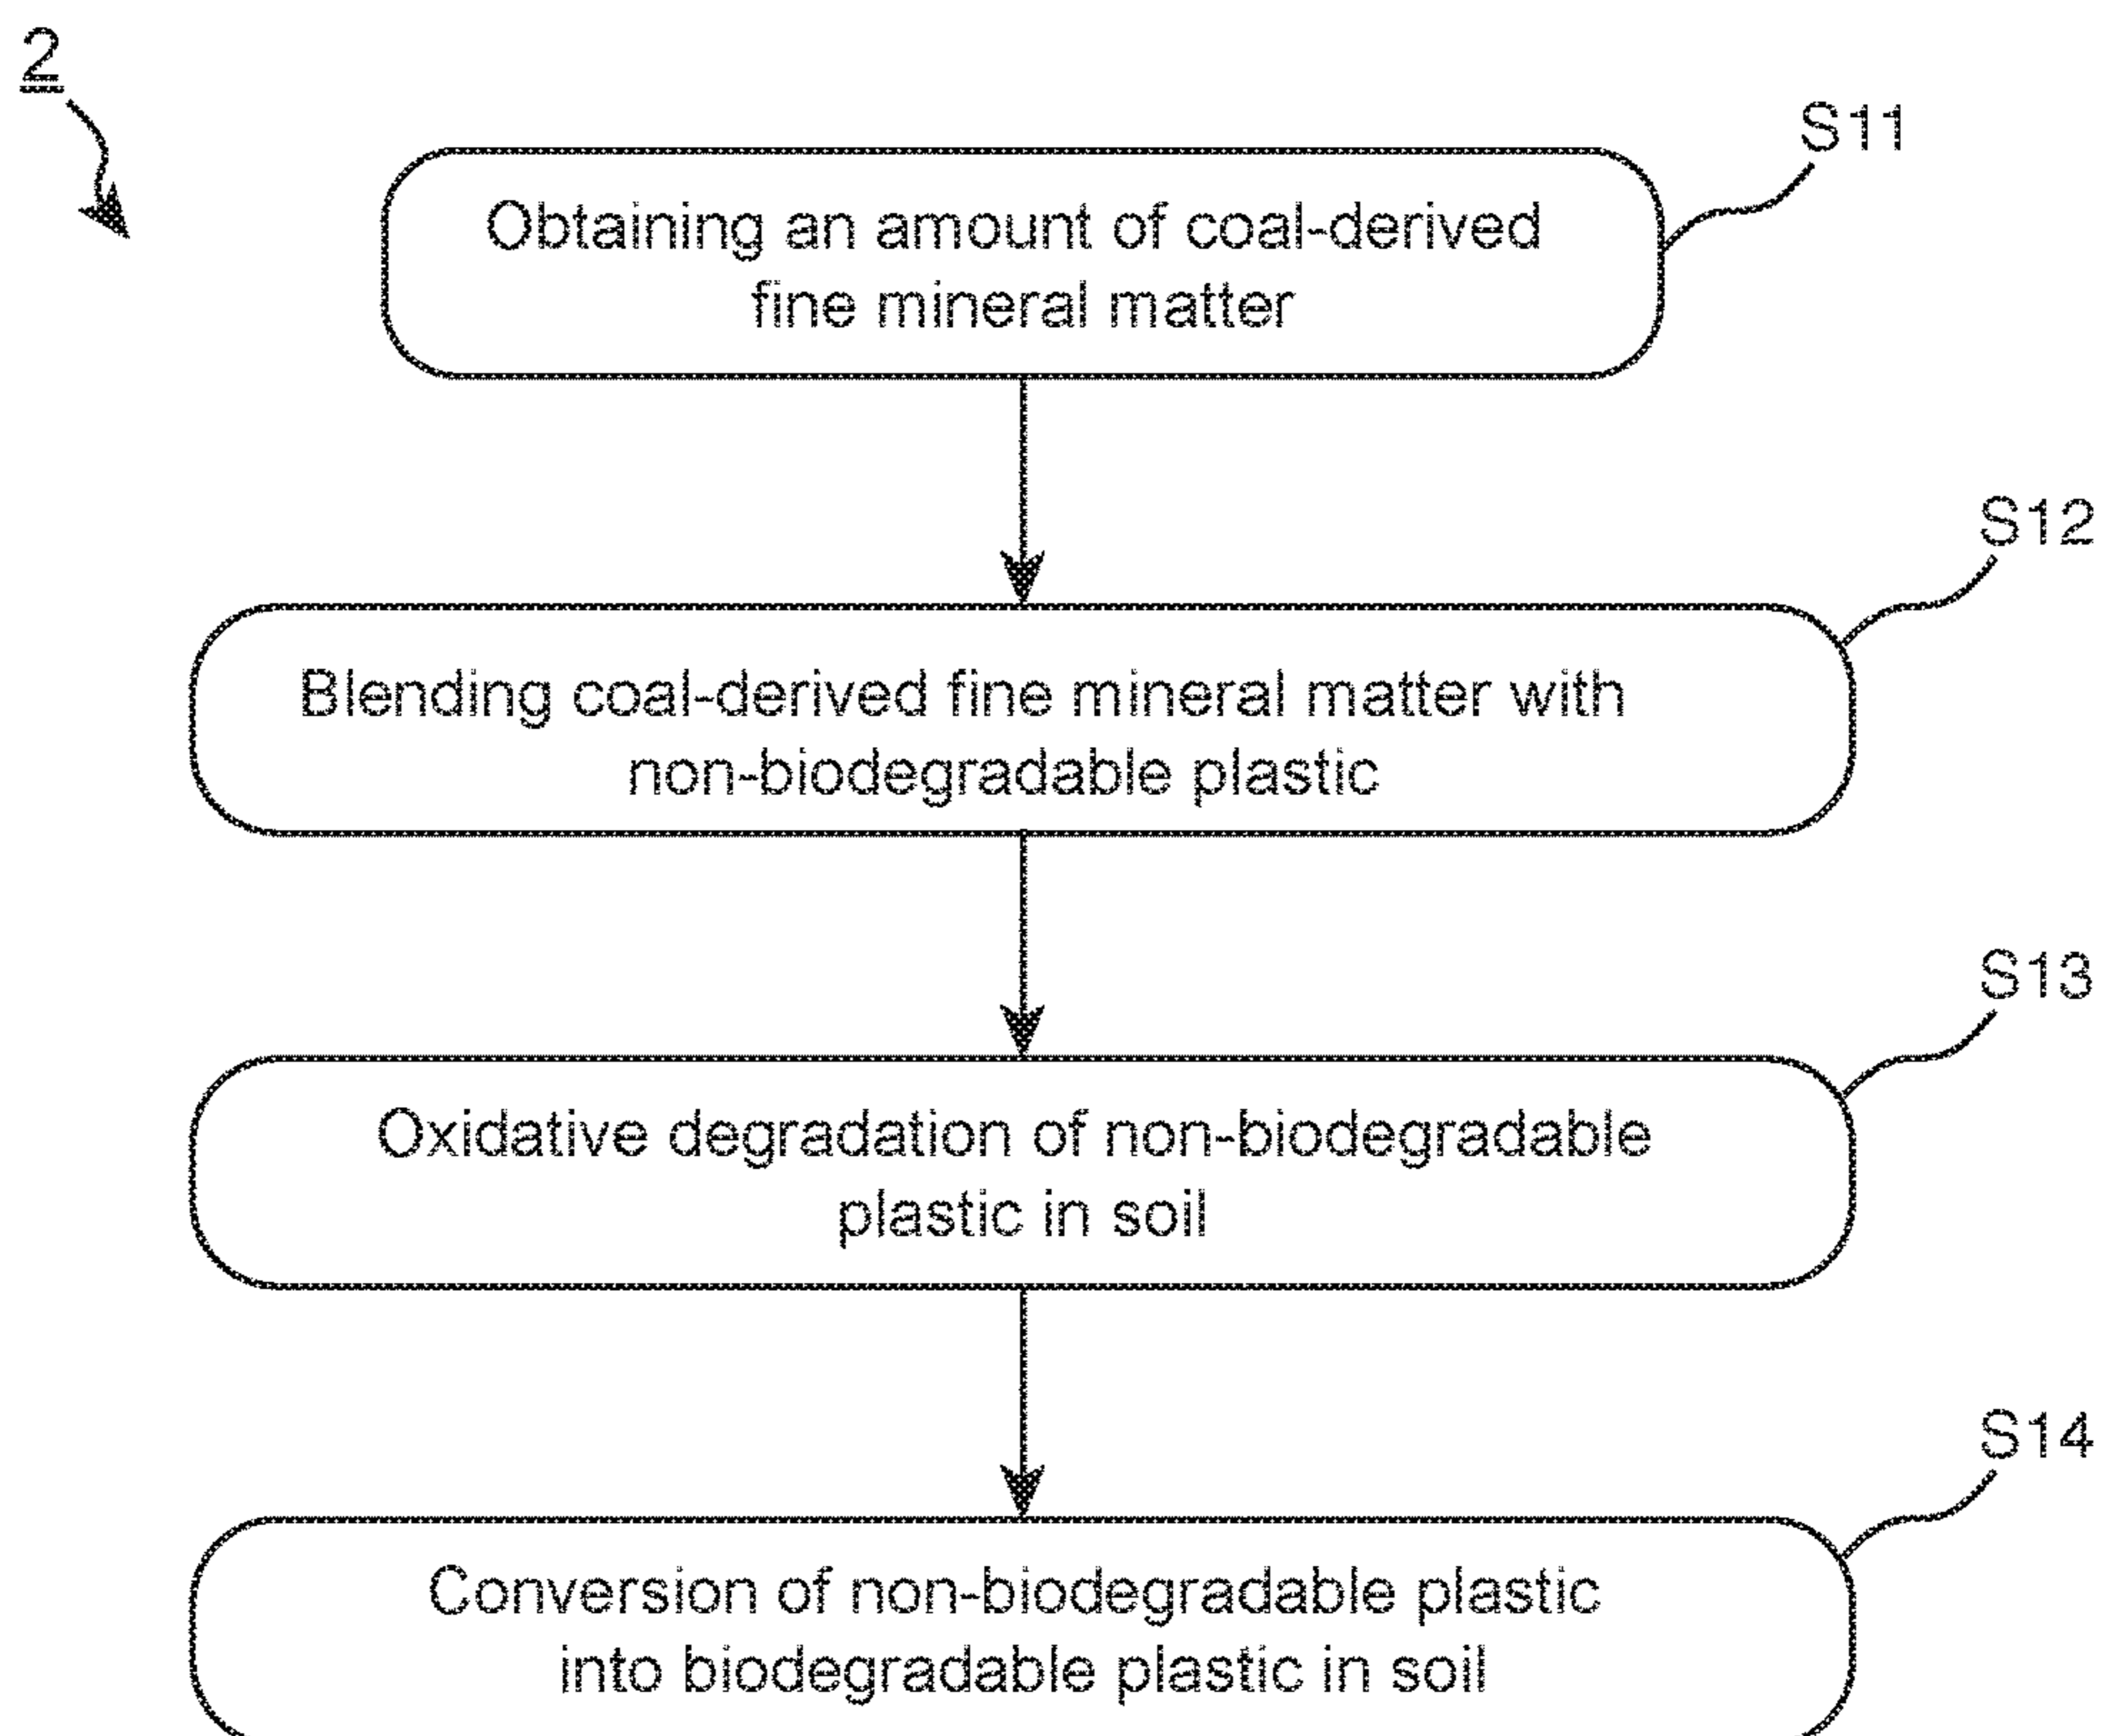 2
S11
Obtaining an amount of coal-derived
fine mineral matter
S12
Blending coal-derived fine mineral matter with
non-biodegradable plastic
S13
Oxidative degradation of non-biodegradable
plastic in soil
S14
Conversion of non-biodegradable plastic
into biodegradable plastic in soil